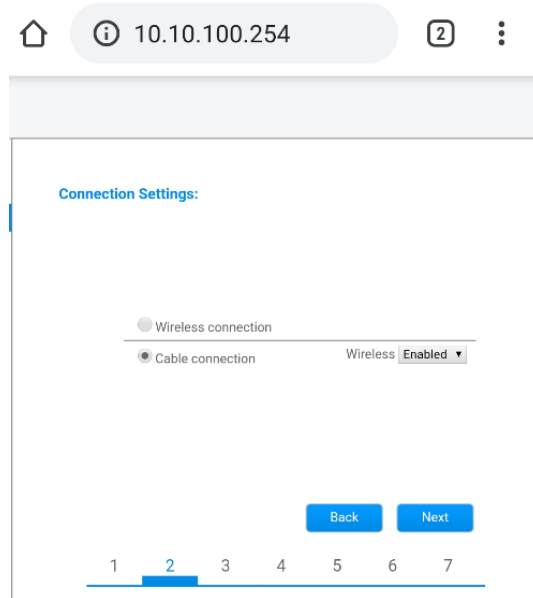 10.10.100.254 2
Connection Settings:
Wireless connection
Cable connection Wireless Enabled
Back Next
1 2 3 4 5 6 7